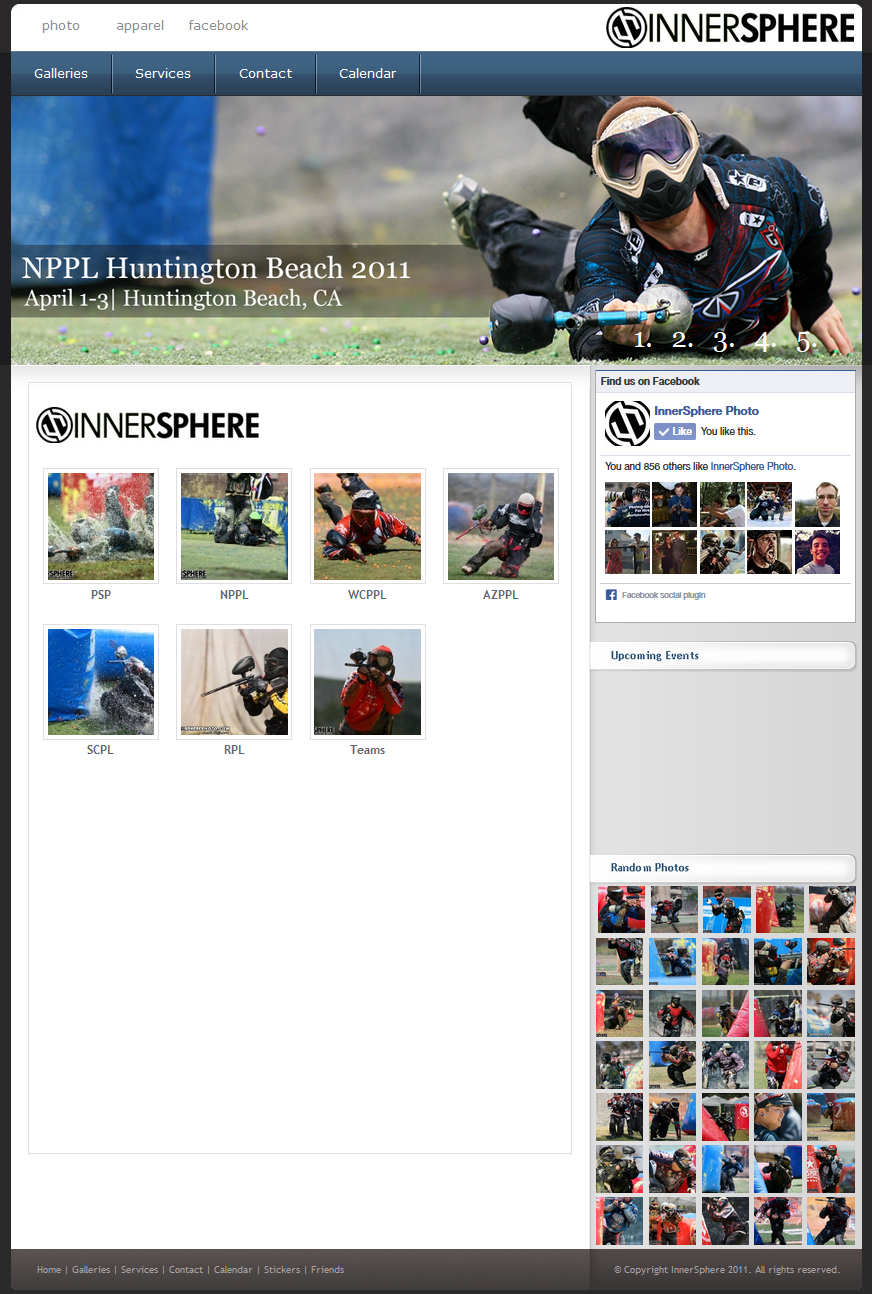 photo apparel facebook
INNERSPHERE
Galleries Services Contact Calendar
NPPL Huntington Beach 2011
April 1-3| Huntington Beach, CA
1. 2. 3. 4. 5.
INNERSPHERE
PSP NPPL WCPPL AZPPL
SCPL RPL Teams
Find us on Facebook
InnerSphere Photo
Like You like this.
You and 856 others like InnerSphere Photo.
Facebook social plugin
Upcoming Events
Random Photos
Home | Galleries | Services | Contact | Calendar | Stickers | Friends
© Copyright InnerSphere 2011. All rights reserved.